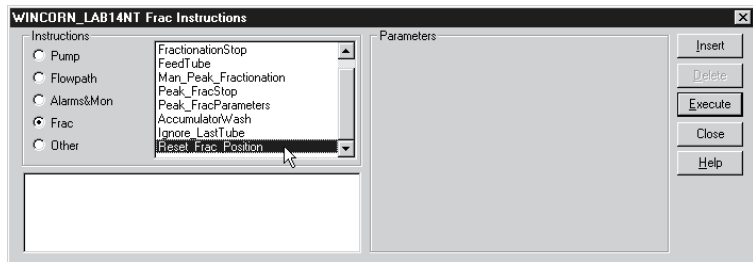 WINCORN_LAB14NT Frac Instructions
Instructions
Pump
Flowpath
Alarms&Mon
Frac
Other
FractionationStop
FeedTube
Man_Peak_Fractionation
Peak_FracStop
Peak_FracParameters
AccumulatorWash
Ignore_LastTube
Reset_Frac_Position
Parameters
Insert
Delete
Execute
Close
Help